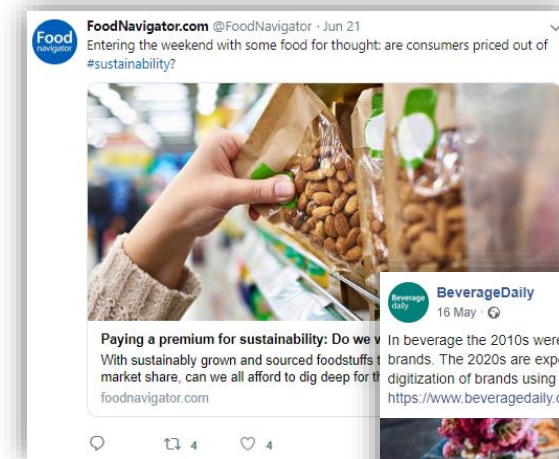 Food
navigator
FoodNavigator.com @FoodNavigator · Jun 21
Entering the weekend with some food for thought: are consumers priced out of
#sustainability?
Paying a premium for sustainability: Do we
With sustainably grown and sourced foodstuffs
market share, can we all afford to dig deep for
foodnavigator.com
4
4
Beverage
daily
BeverageDaily
16 May ·
In beverage the 2010s were
brands. The 2020s are
digitization of brands using
https://www.beveragedaily.